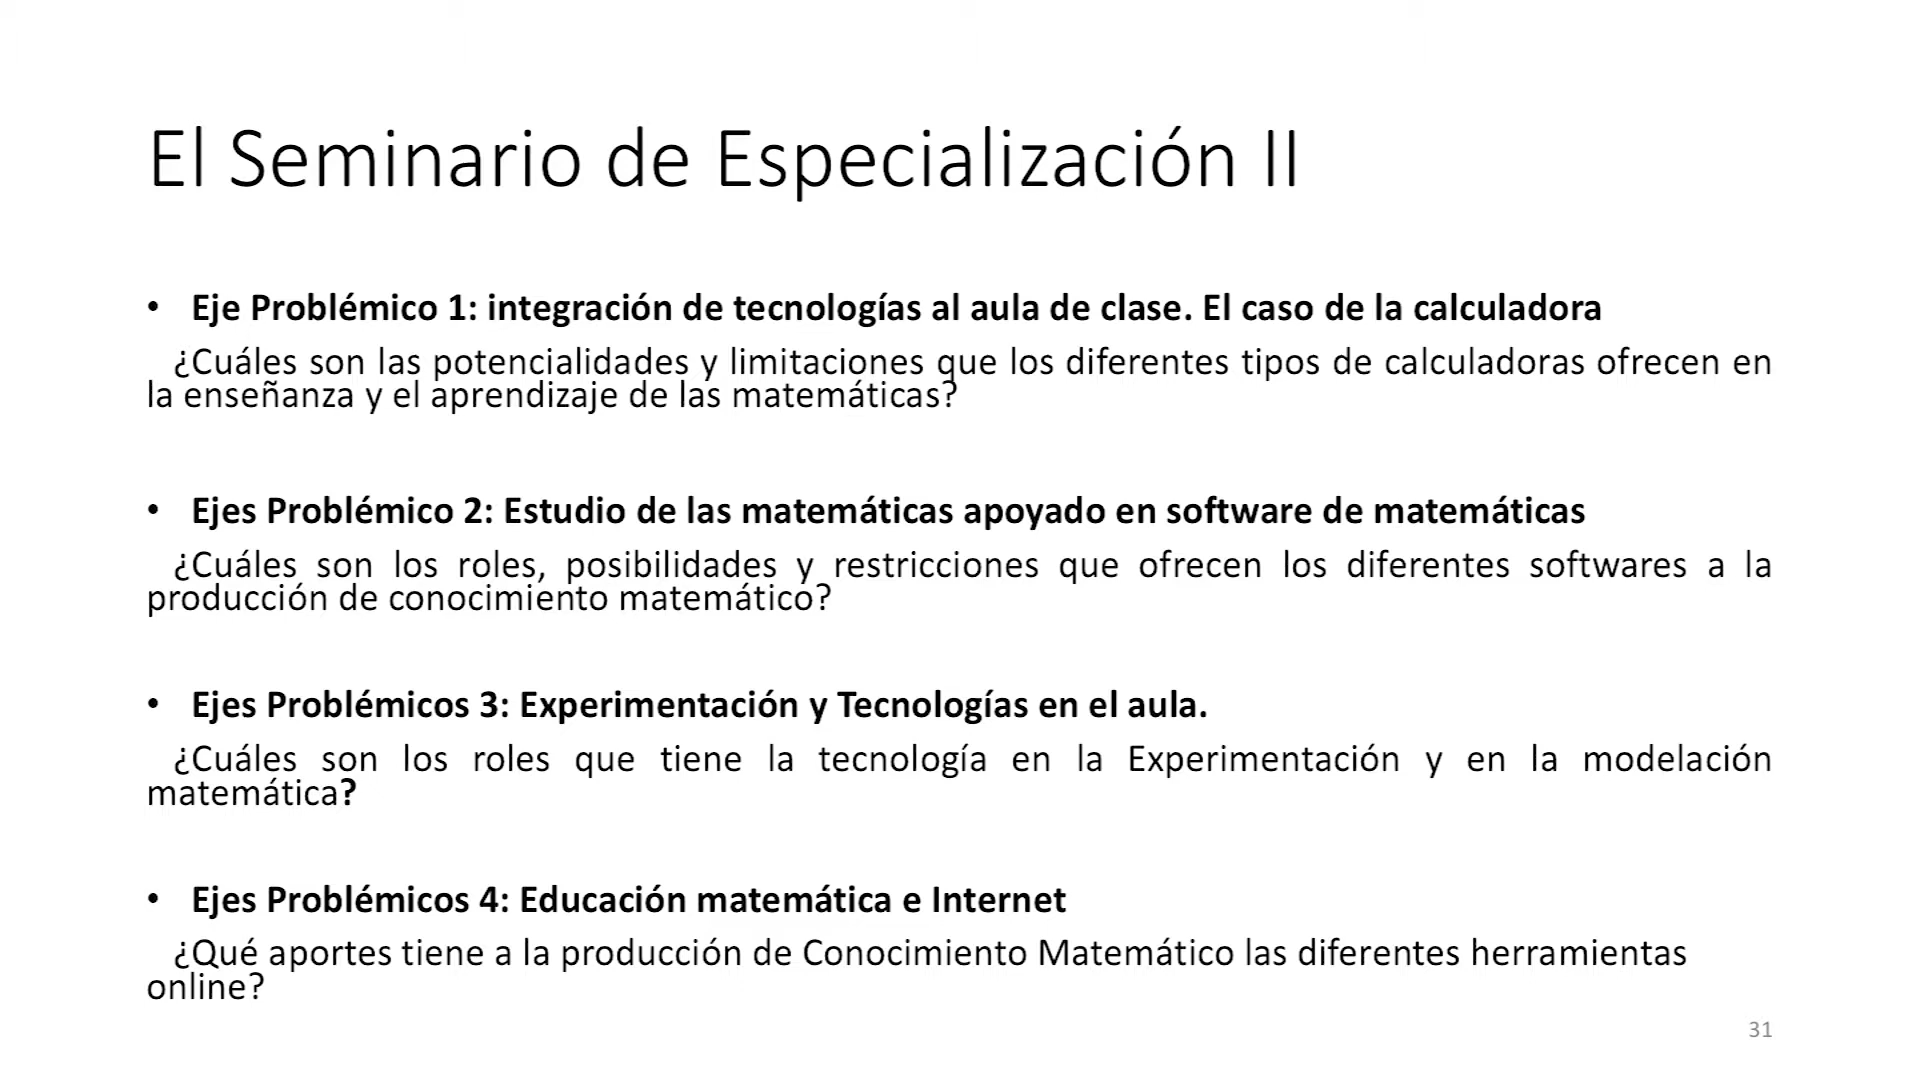 El Seminario de Especialización II
• Eje Problémico 1: integración de tecnologías al aula de clase. El caso de la calculadora
¿Cuáles son las potencialidades y limitaciones que los diferentes tipos de calculadoras ofrecen en
la enseñanza y el aprendizaje de las matemáticas?
• Ejes Problémico 2: Estudio de las matemáticas apoyado en software de matemáticas
¿Cuáles son los roles, posibilidades y restricciones que ofrecen los diferentes softwares a la
producción de conocimiento matemático?
• Ejes Problémicos 3: Experimentación y Tecnologías en el aula.
¿Cuáles son los roles que tiene la tecnología en la Experimentación y en la modelación
matemática?
• Ejes Problémicos 4: Educación matemática e Internet
¿Qué aportes tiene a la producción de Conocimiento Matemático las diferentes herramientas
online?
31